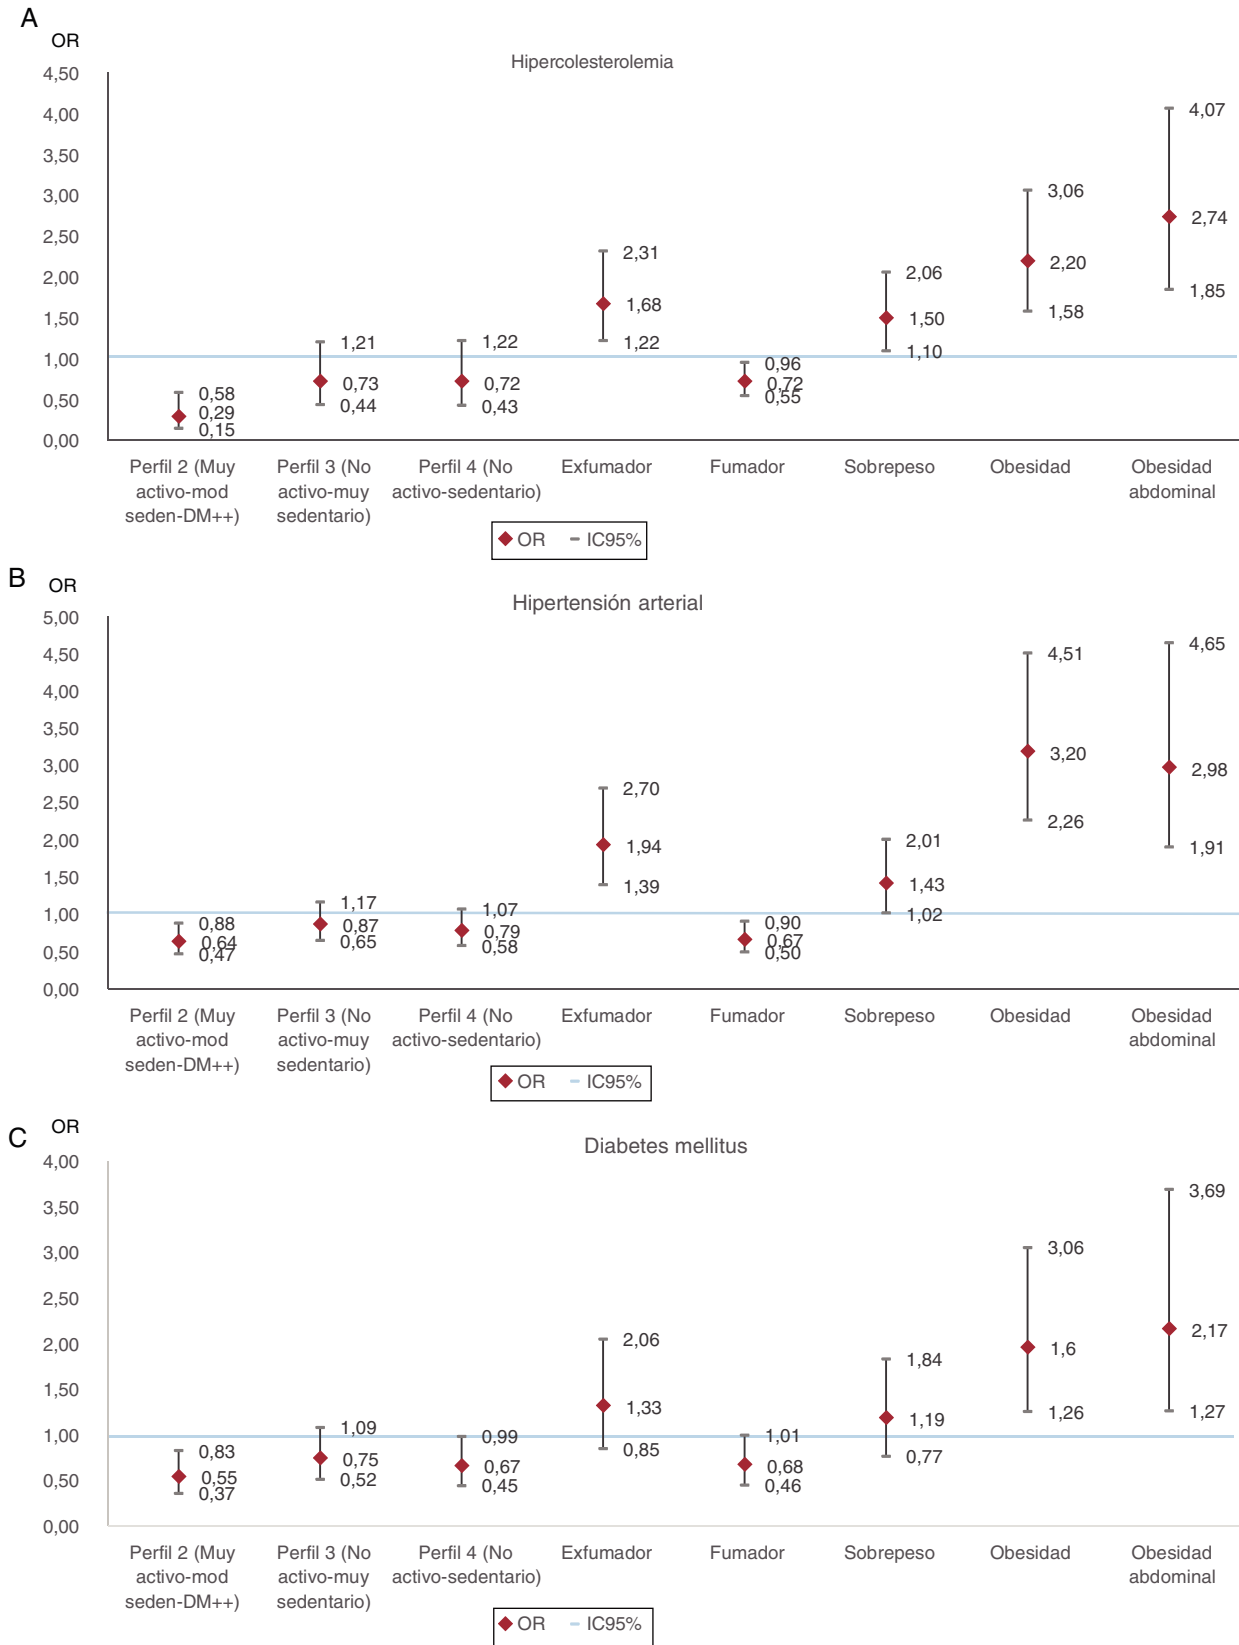 A
OR
Hipercolesterolemia
4,50
4,00
3,50
3,00
2,50
2,00
1,50
1,00
0,50
0,00
0,58
0,29
0,15
1,21
0,73
0,44
1,22
0,72
0,43
2,31
1,68
1,22
0,96
0,72
0,55
2,06
1,50
1,10
3,06
2,20
1,58
4,07
2,74
1,85
Perfil 2 (Muy
activo-mod
seden-DM++)
Perfil 3 (No
activo-muy
sedentario)
Perfil 4 (No
activo-sedentario)
Exfumador
Fumador
Sobrepeso
Obesidad
Obesidad
abdominal
OR IC95%
B
OR
Hipertensión arterial
5,00
4,50
4,00
3,50
3,00
2,50
2,00
1,50
1,00
0,50
0,00
0,88
0,64
0,47
1,17
0,87
0,65
1,07
0,79
0,58
2,70
1,94
1,39
0,90
0,67
0,50
2,01
1,43
1,02
4,51
3,20
2,26
4,65
2,98
1,91
Perfil 2 (Muy
activo-mod
seden-DM++)
Perfil 3 (No
activo-muy
sedentario)
Perfil 4 (No
activo-sedentario)
Exfumador
Fumador
Sobrepeso
Obesidad
Obesidad
abdominal
OR IC95%
C
OR
Diabetes mellitus
4,00
3,50
3,00
2,50
2,00
1,50
1,00
0,50
0,00
0,83
0,55
0,37
1,09
0,75
0,52
0,99
0,67
0,45
2,06
1,33
0,85
1,01
0,68
0,46
1,84
1,19
0,77
3,06
1,6
1,26
3,69
2,17
1,27
Perfil 2 (Muy
activo-mod
seden-DM++)
Perfil 3 (No
activo-muy
sedentario)
Perfil 4 (No
activo-sedentario)
Exfumador
Fumador
Sobrepeso
Obesidad
Obesidad
abdominal
OR IC95%